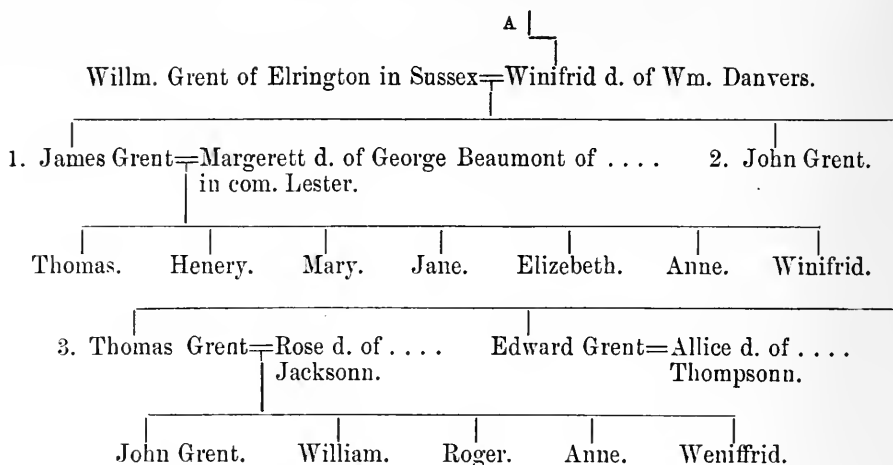 A
Willm. Grent of Elrington in Sussex=Winifrid d. of Wm. Danvers.
1. James Grent=Margerett d. of George Beaumont of . . . . 2. John Grent.
in com. Lester.
Thomas. Henery. Mary. Jane. Elizebeth. Anne. Winifrid.
3. Thomas Grent=Rose d. of . . . . Edward Grent=Allice d. of . . . .
Jacksonn. Thompsonn.
John Grent. William. Roger. Anne. Weniffrid.